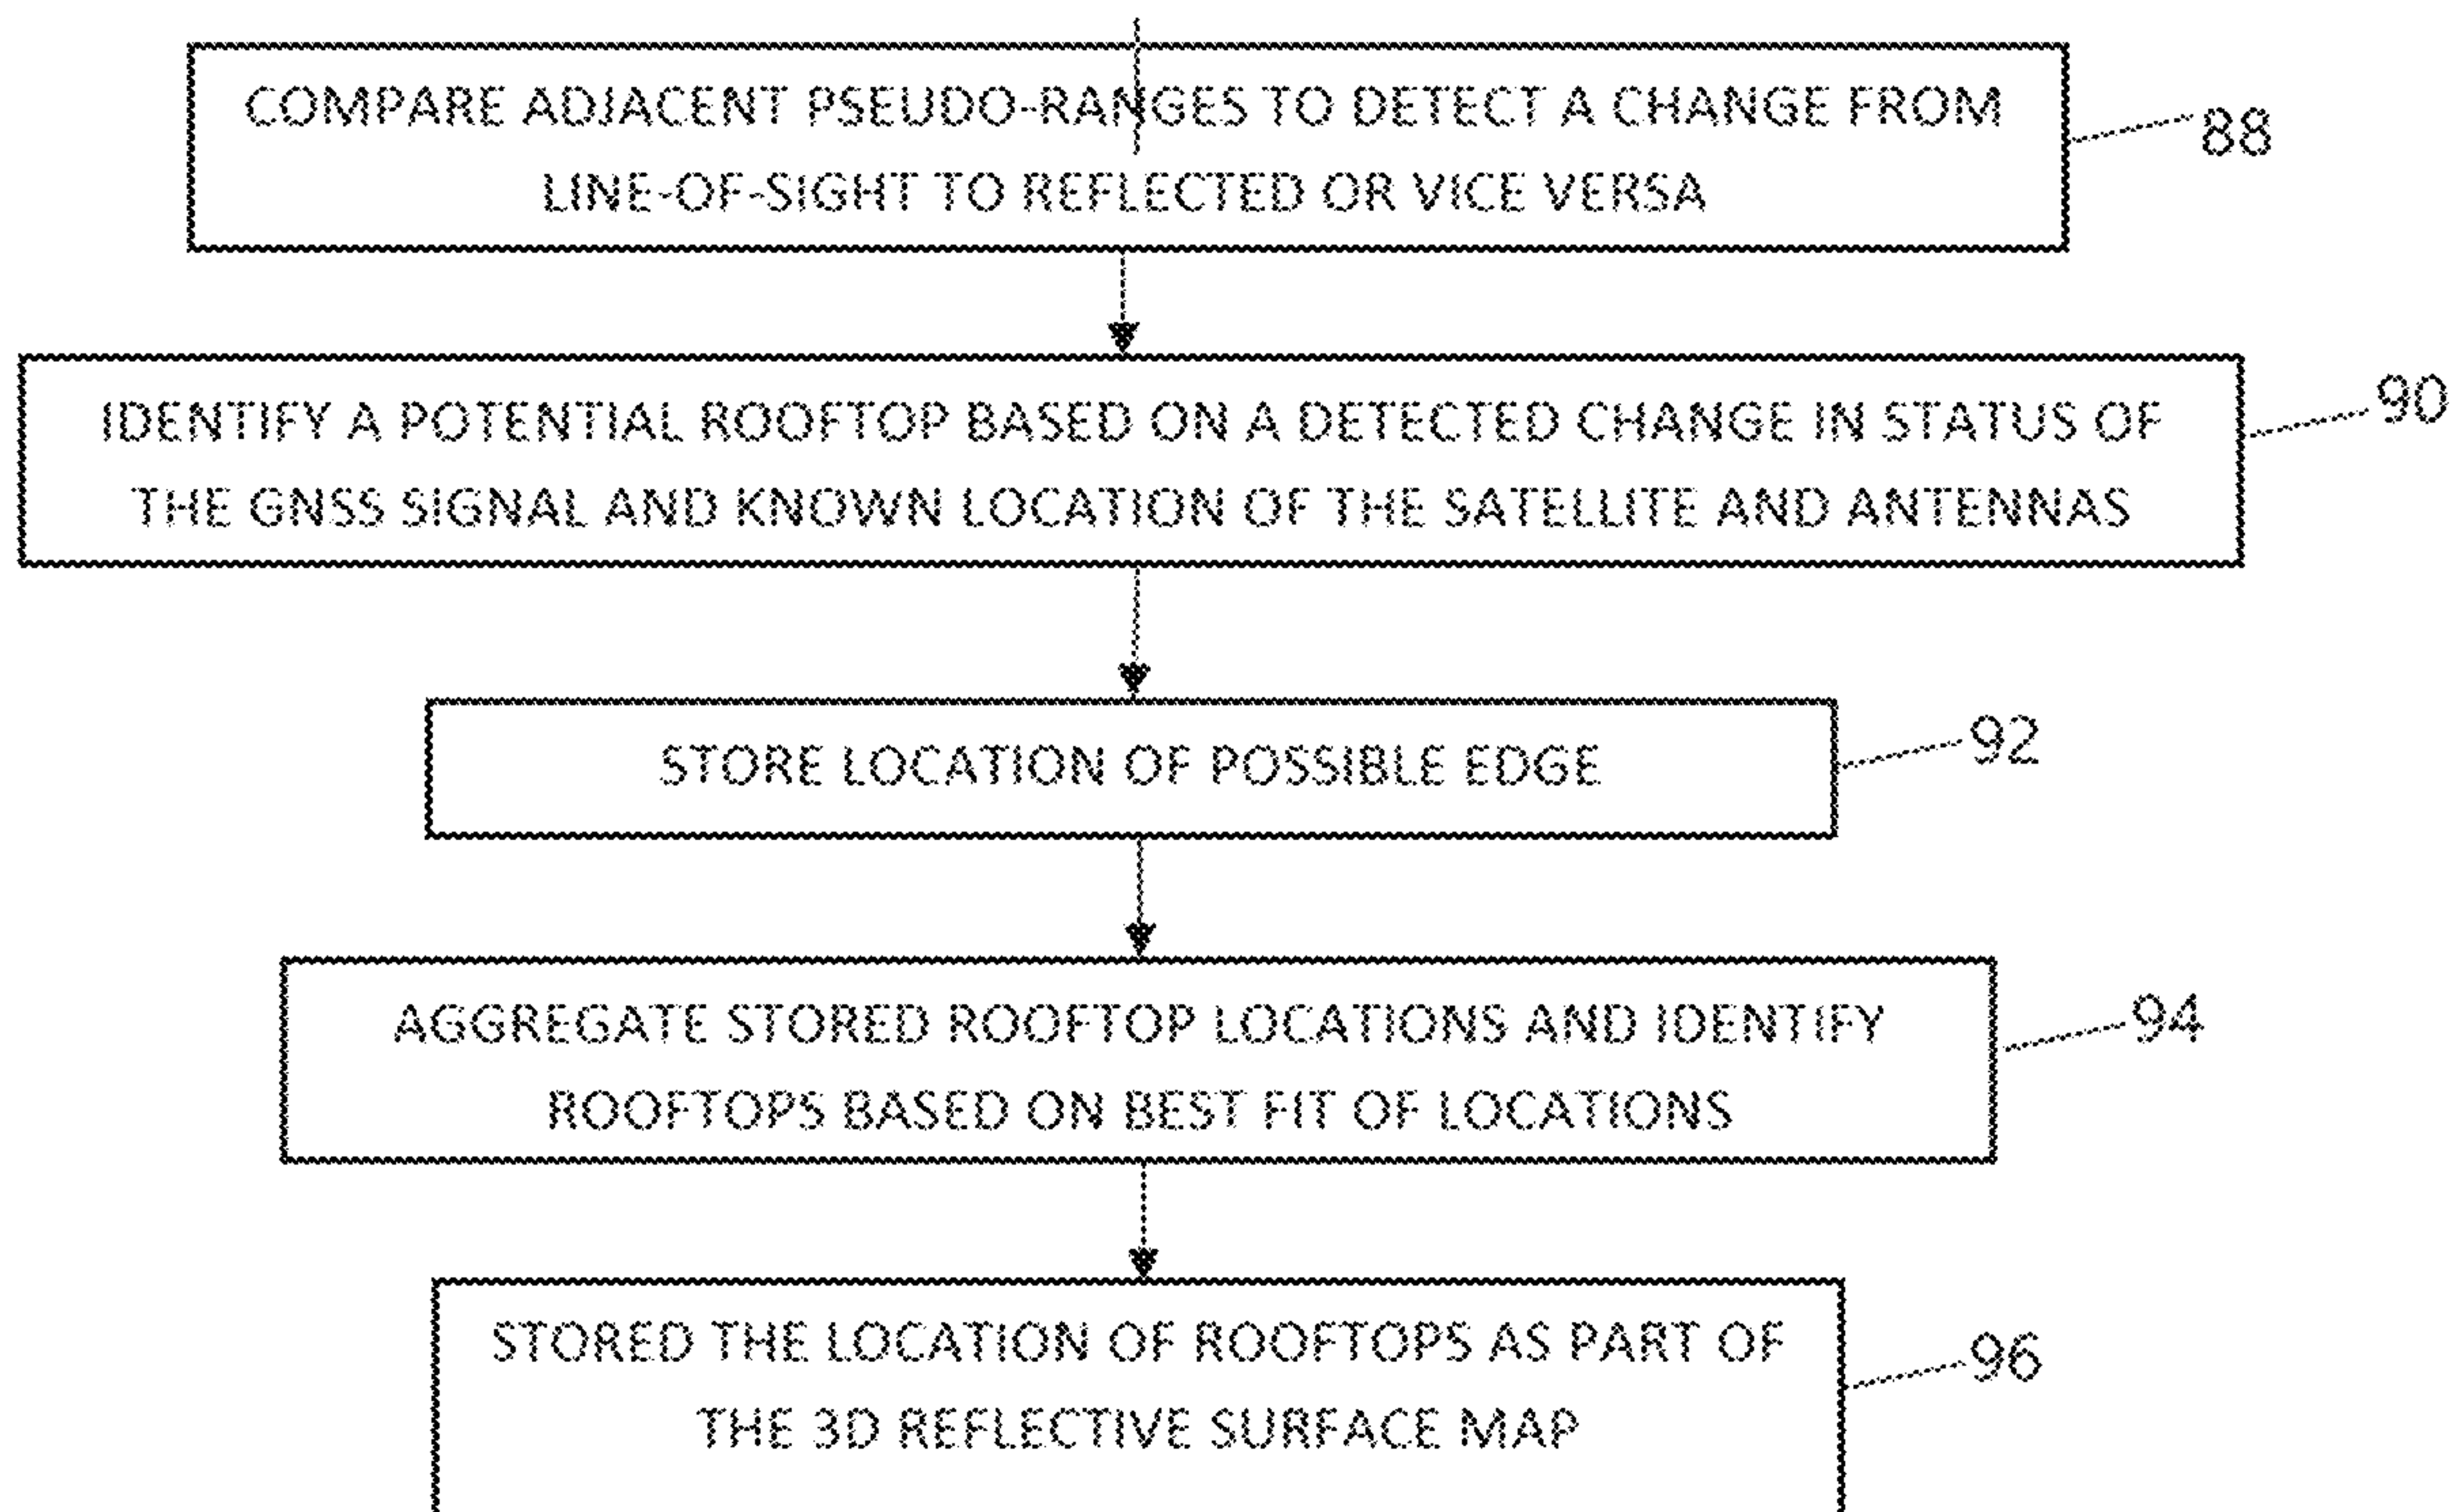 COMPARE ADJACENT PSEUDO-RANGES TO DETECT A CHANGE FROM
LINE-OF-SIGHT TO REFLECTED OR VICE VERSA
88
IDENTIFY A POTENTIAL ROOFTOP BASED ON A DETECTED CHANGE IN STATUS OF
THE GNSS SIGNAL AND KNOWN LOCATION OF THE SATELLITE AND ANTENNAS
90
STORE LOCATION OF POSSIBLE EDGE
92
AGGREGATE STORED ROOFTOP LOCATIONS AND IDENTIFY
ROOFTOPS BASED ON BEST FIT OF LOCATIONS
94
STORED THE LOCATION OF ROOFTOPS AS PART OF
THE 3D REFLECTIVE SURFACE MAP
96